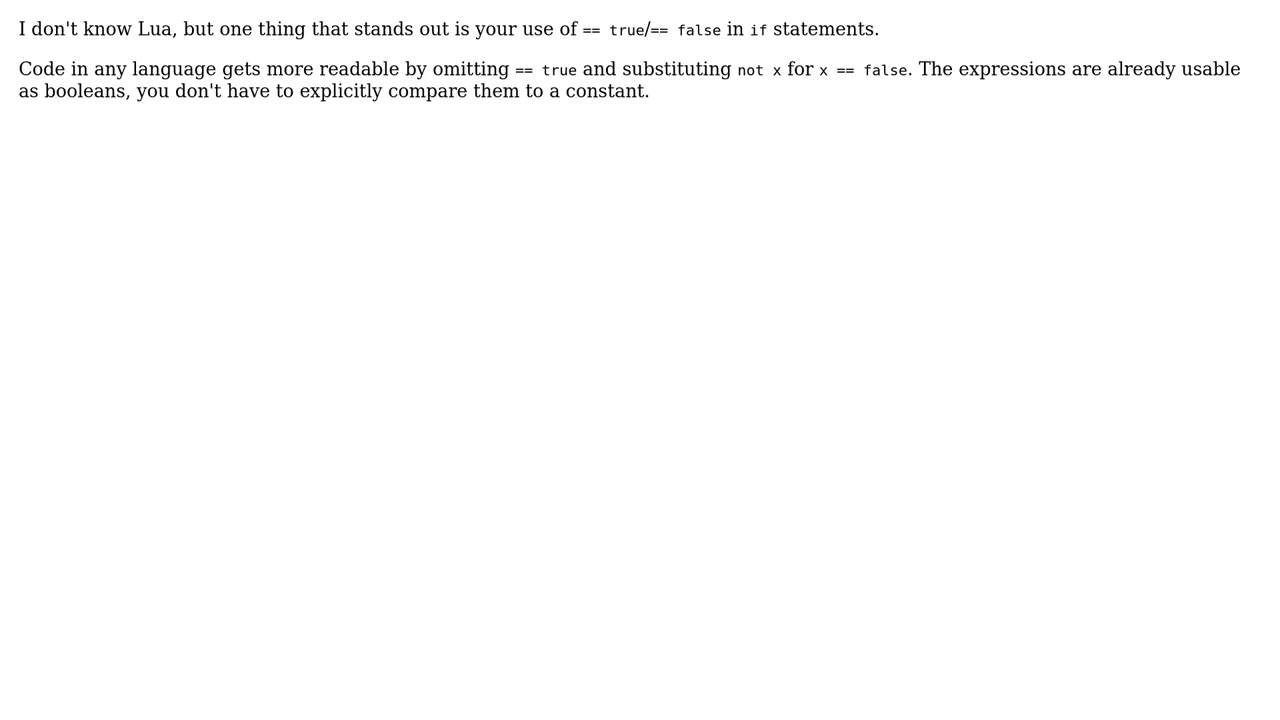 I don't know Lua, but one thing that stands out is your use of == true/== false in if statements.
Code in any language gets more readable by omitting == true and substituting not x for x == false. The expressions are already usable
as booleans, you don't have to explicitly compare them to a constant.